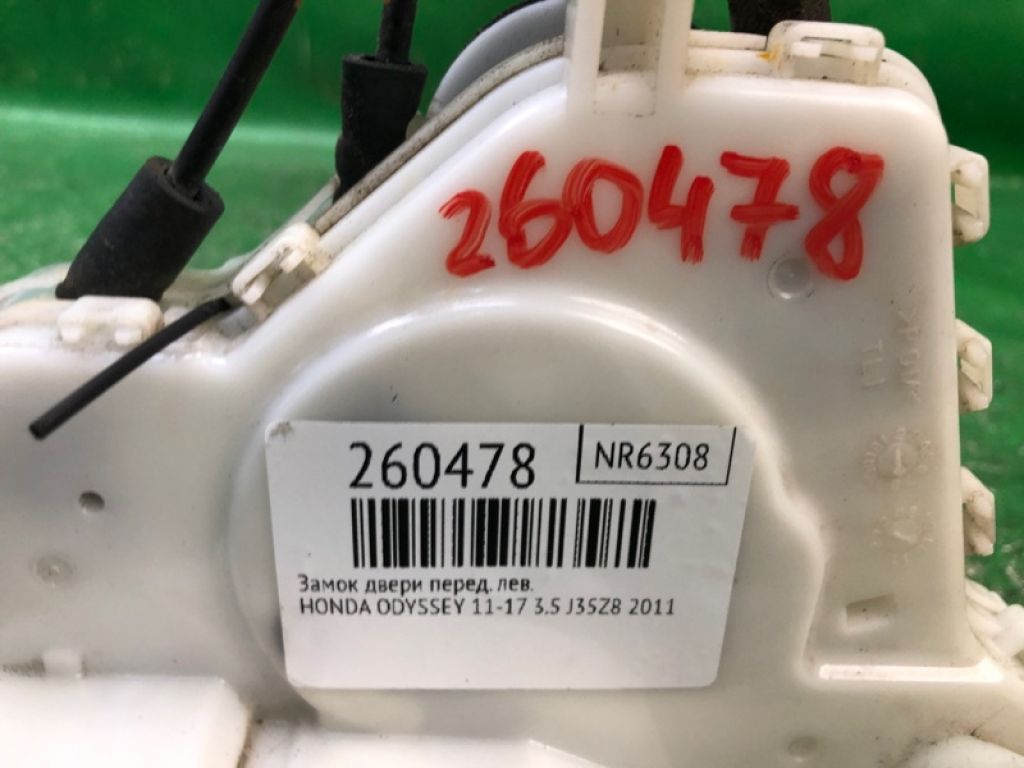 260478
260478
NR6308
Замок двери перед. лев.
HONDA ODYSSEY 11-17 3.5 J35Z8 2011